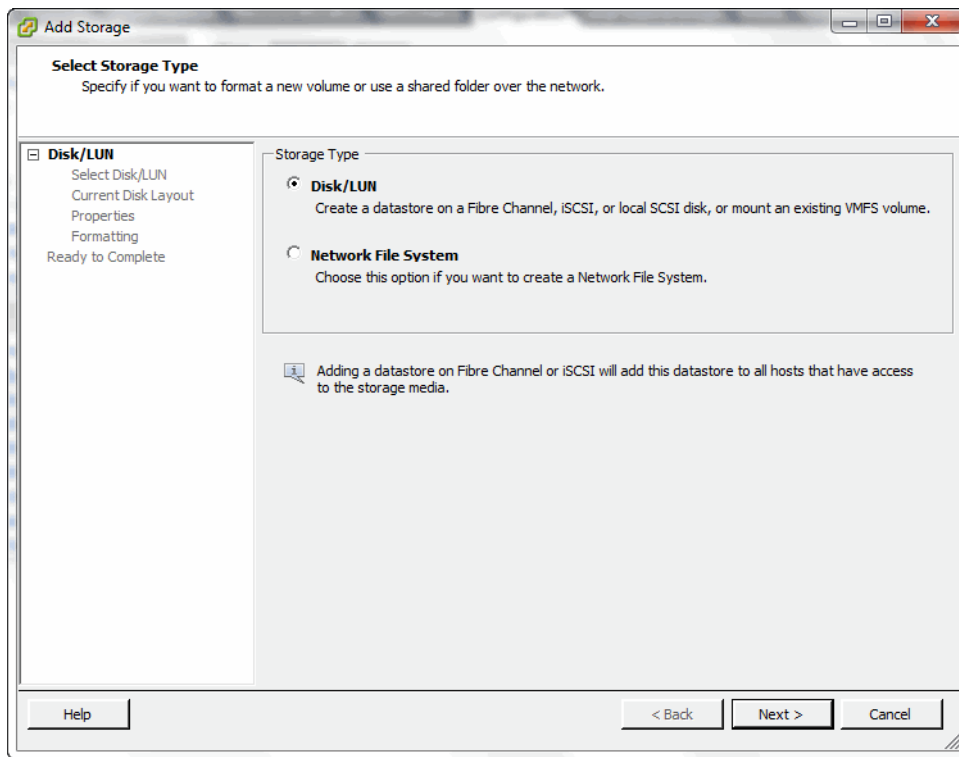 Add Storage
Select Storage Type
Specify if you want to format a new volume or use a shared folder over the network.
Disk/LUN
Select Disk/LUN
Current Disk Layout
Properties
Formatting
Ready to Complete
Storage Type
Disk/LUN
Create a datastore on a Fibre Channel, iSCSI, or local SCSI disk, or mount an existing VMFS volume.
Network File System
Choose this option if you want to create a Network File System.
Adding a datastore on Fibre Channel or iSCSI will add this datastore to all hosts that have access
to the storage media.
Help
< Back
Next >
Cancel